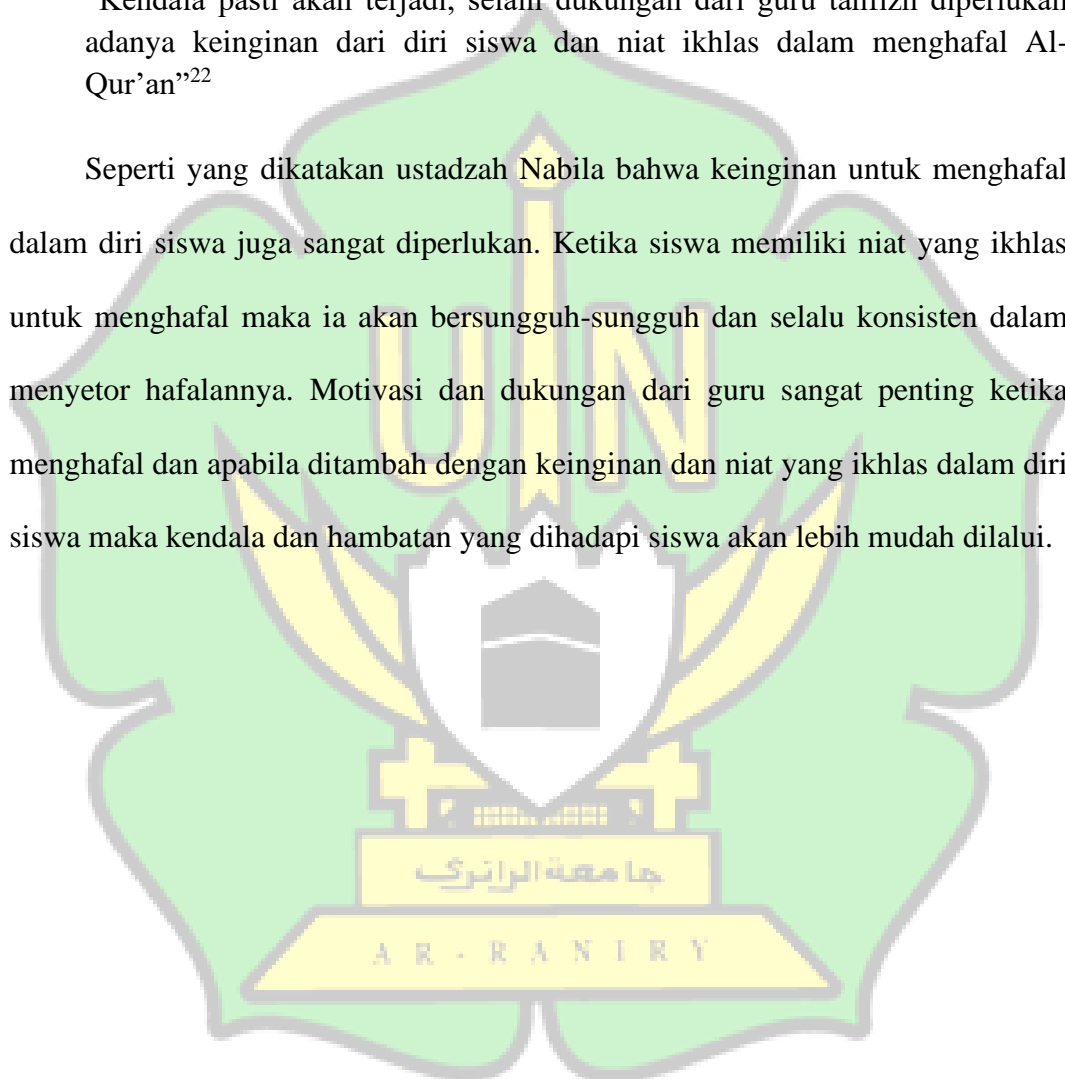 “Kendala pasti akan terjadi, selain dukungan dari guru tahfizh diperlukan
adanya keinginan dari diri siswa dan niat ikhlas dalam menghafal Al-
Qur’an”22
Seperti yang dikatakan ustadzah Nabila bahwa keinginan untuk menghafal
dalam diri siswa juga sangat diperlukan. Ketika siswa memiliki niat yang ikhlas
untuk menghafal maka ia akan bersungguh-sungguh dan selalu konsisten dalam
menyetor hafalannya. Motivasi dan dukungan dari guru sangat penting ketika
menghafal dan apabila ditambah dengan keinginan dan niat yang ikhlas dalam diri
siswa maka kendala dan hambatan yang dihadapi siswa akan lebih mudah dilalui.
UIN
جامعة الرانري
AR-RANIRY